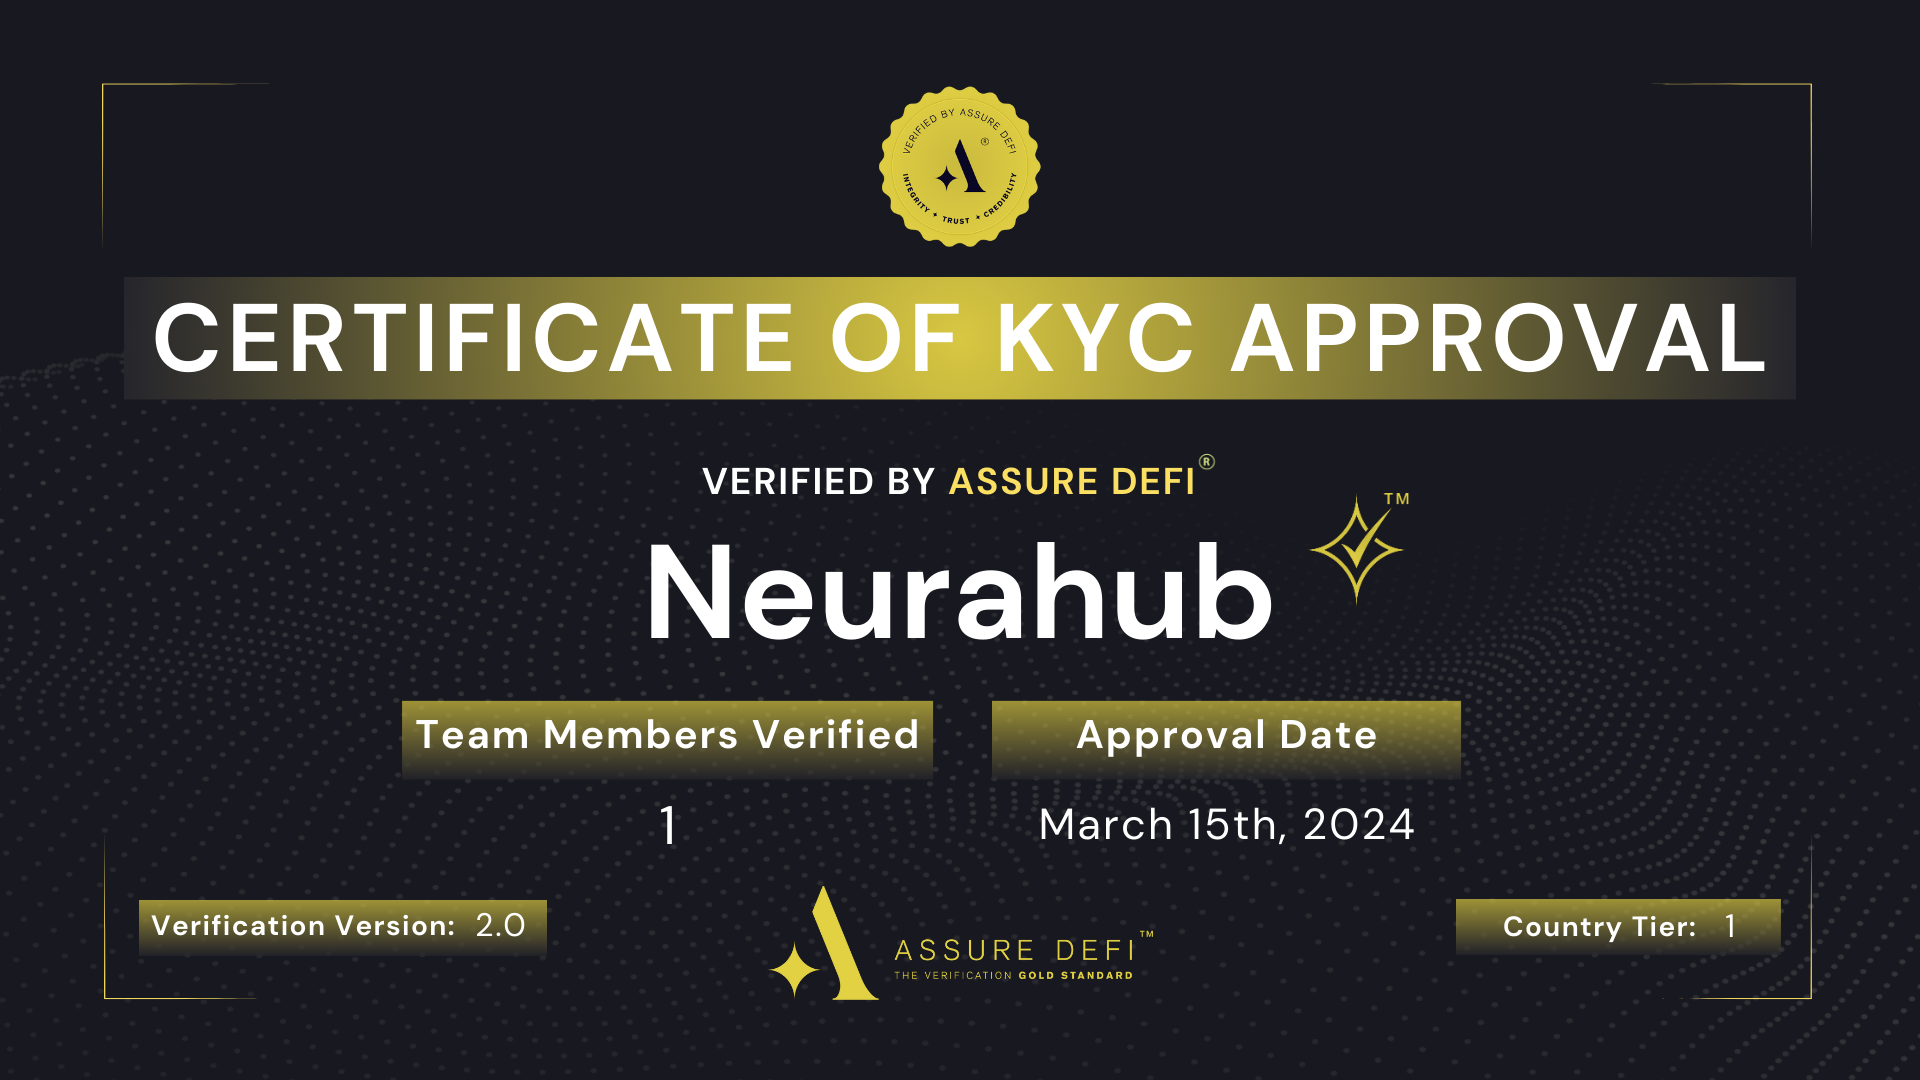 VERIFIED BY ASSURE DEFI
®
INTEGRITY ✦ TRUST ✦ CREDIBILITY
CERTIFICATE OF KYC APPROVAL
VERIFIED BY ASSURE DEFI®
Neurahub
TM
Team Members Verified
1
Approval Date
March 15th, 2024
Verification Version: 2.0
ASSURE DEFI™
THE VERIFICATION GOLD STANDARD
Country Tier: 1